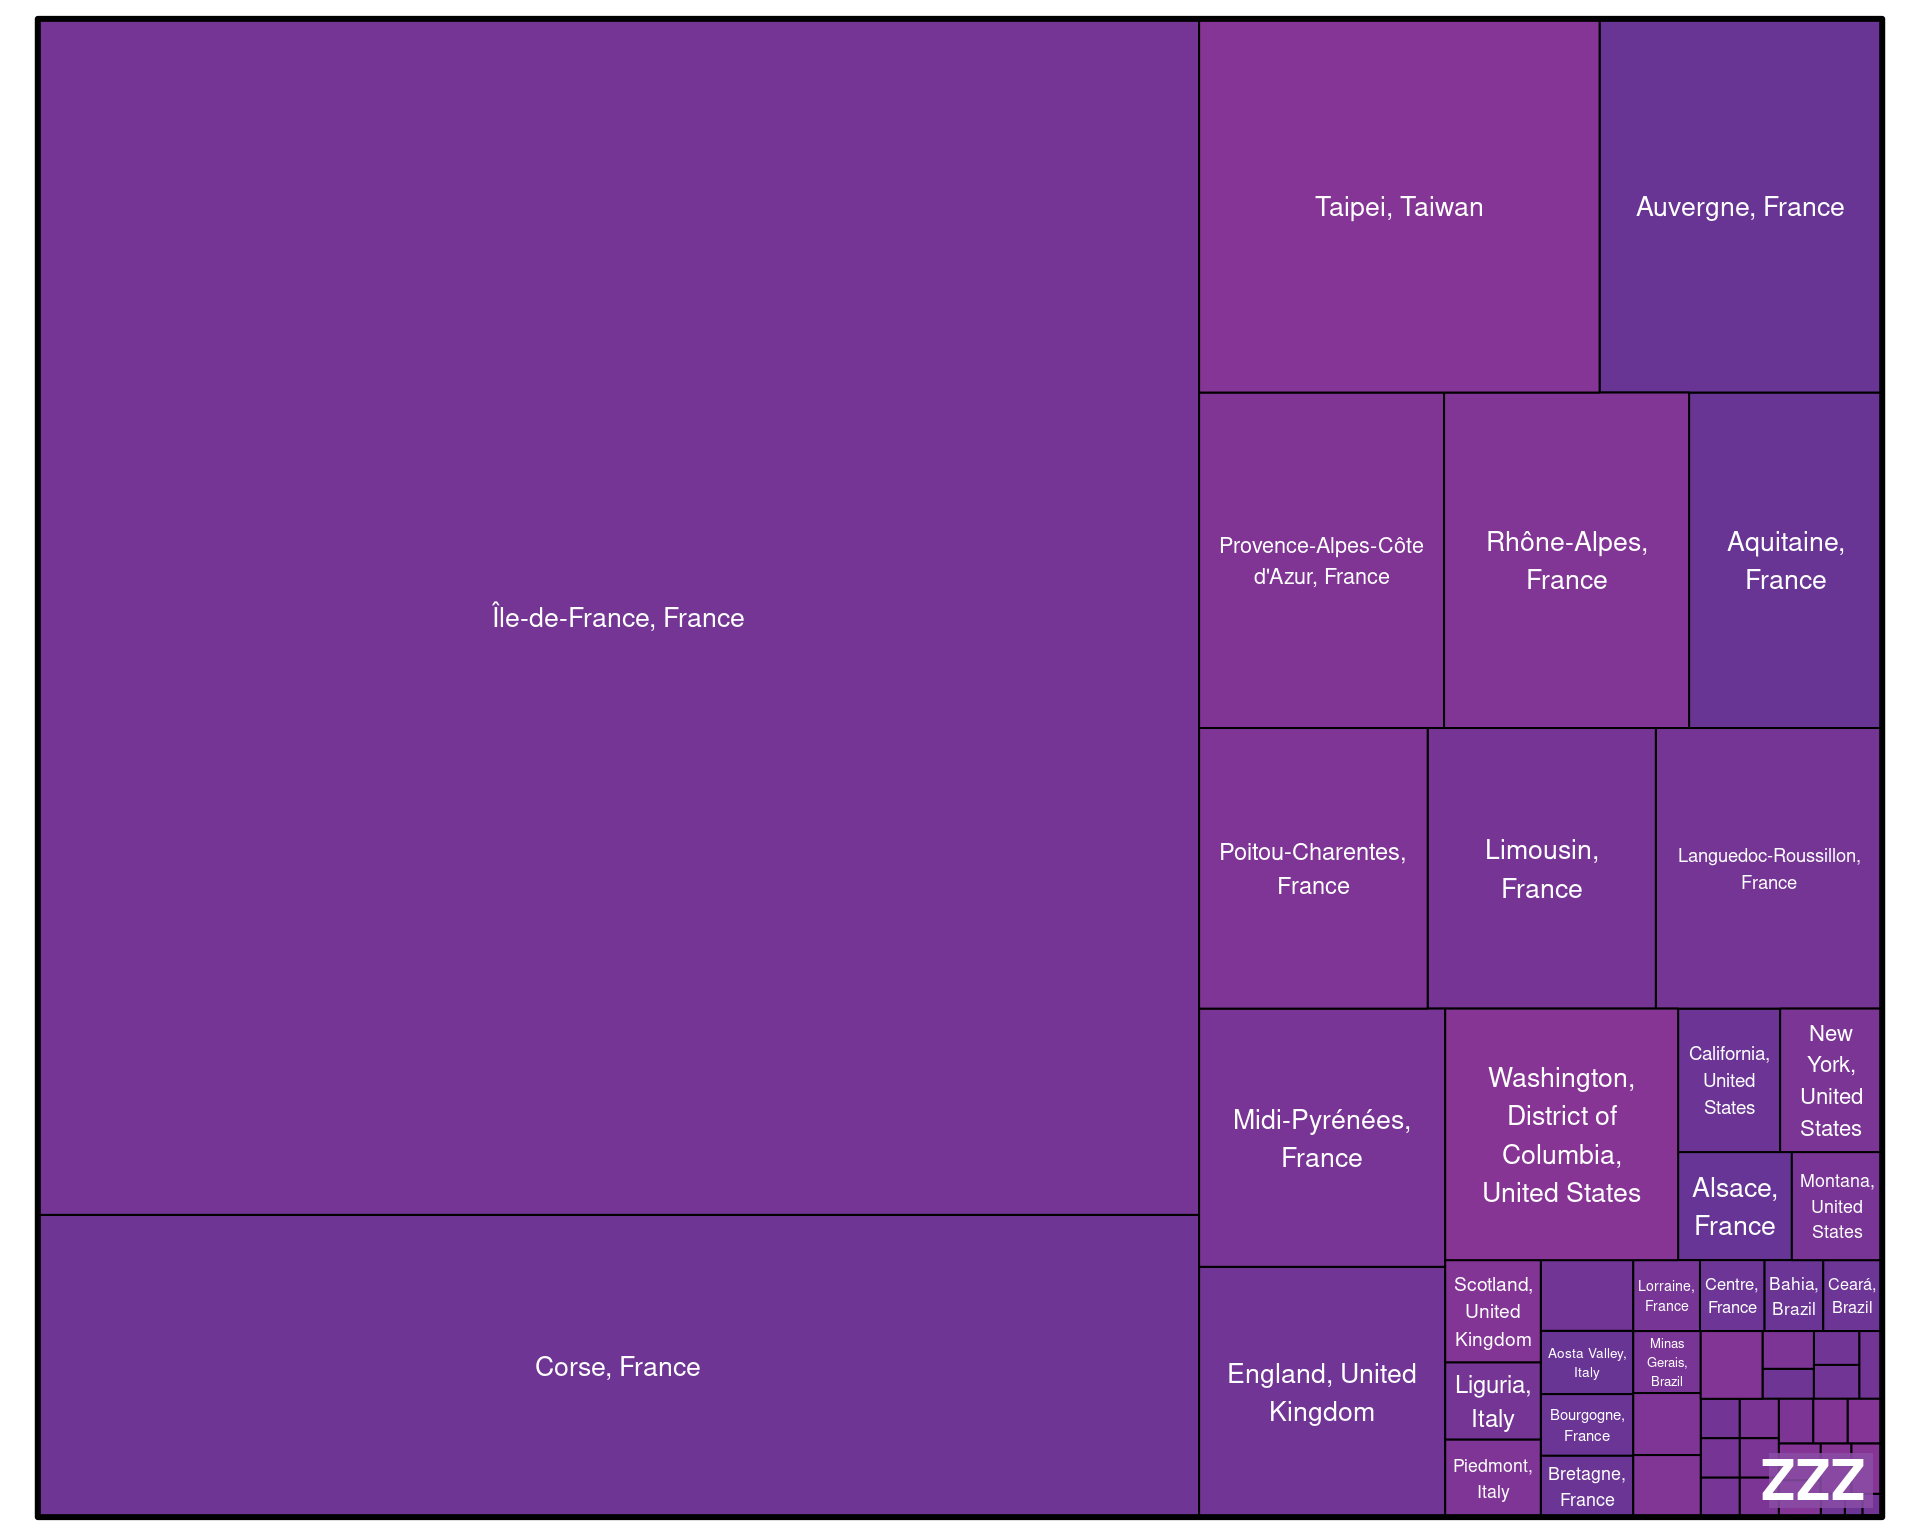 Île-de-France, France
Corse, France
Taipei, Taiwan
Auvergne, France
Provence-Alpes-Côte
d'Azur, France
Rhône-Alpes,
France
Aquitaine,
France
Poitou-Charentes,
France
Limousin,
France
Languedoc-Roussillon,
France
Midi-Pyrénées,
France
England, United
Kingdom
Washington,
District of
Columbia,
United States
California,
United
States
New
York,
United
States
Alsace,
France
Montana,
United
States
Scotland,
United
Kingdom
Liguria,
Italy
Piedmont,
Italy
Aosta Valley,
Italy
Bourgogne,
France
Bretagne,
France
Lorraine,
France
Centre,
France
Bahia,
Brazil
Ceará,
Brazil
Minas
Gerais,
Brazil
ZZZ